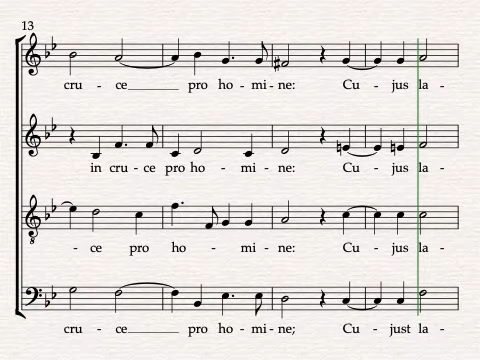 13
cru - ce pro ho - mi - ne: Cu - jus la -
in cru - ce pro ho - mi - ne: Cu - jus la -
- ce pro ho - mi - ne: Cu - jus la -
8
cru - ce pro ho - mi - ne; Cu - just la -